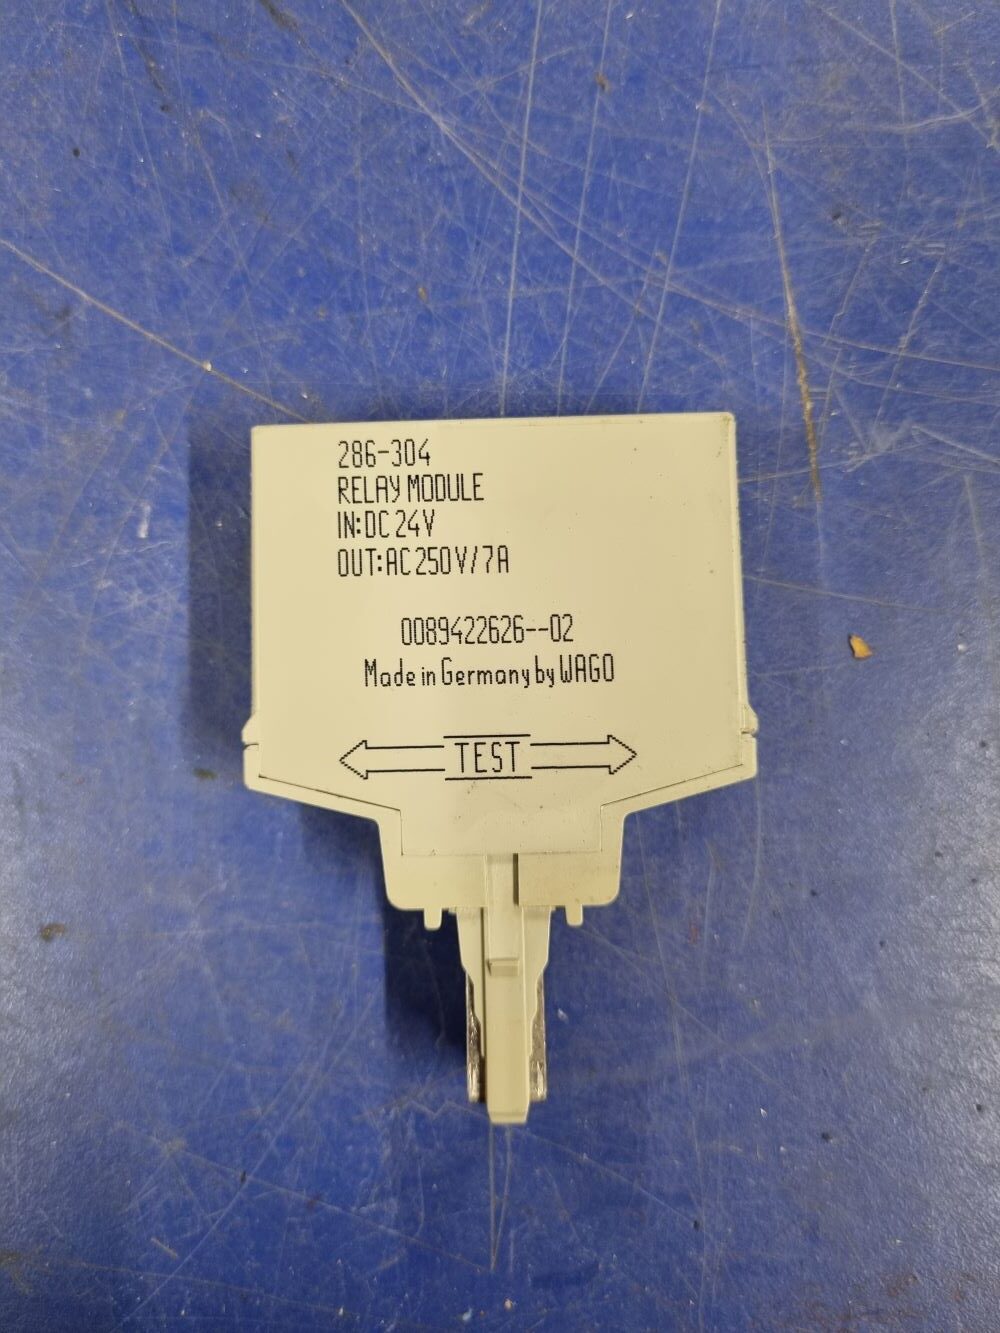 286-304
RELAY MODULE
IN:DC 24V
OUT:AC 250V/7A
0089422626--02
Made in Germany by WAGO
TEST